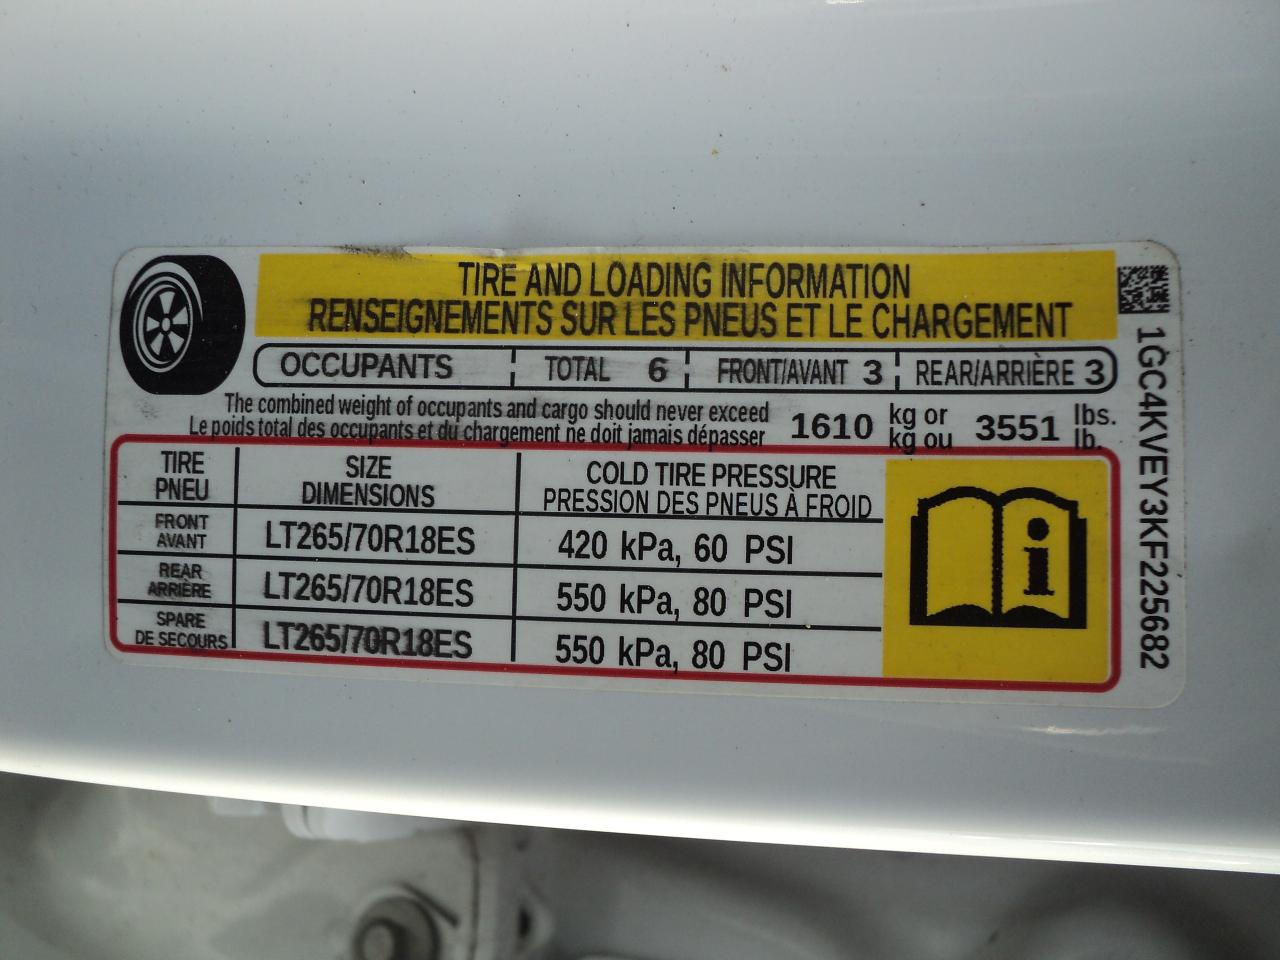 TIRE AND LOADING INFORMATION
RENSEIGNEMENTS SUR LES PNEUS ET LE CHARGEMENT
OCCUPANTS TOTAL 6 FRONT/AVANT 3 REAR/ARRIÈRE 3
The combined weight of occupants and cargo should never exceed 1610 kg or 3551 lbs.
Le poids total des occupants et du chargement ne doit jamais dépasser kg ou lb.
TIRE SIZE COLD TIRE PRESSURE
PNEU DIMENSIONS PRESSION DES PNEUS À FROID
FRONT
AVANT LT265/70R18ES 420 kPa, 60 PSI
REAR
ARRIÈRE LT265/70R18ES 550 kPa, 80 PSI
SPARE
DE SECOURS LT265/70R18ES 550 kPa, 80 PSI
1GC4KVEY3KF225682